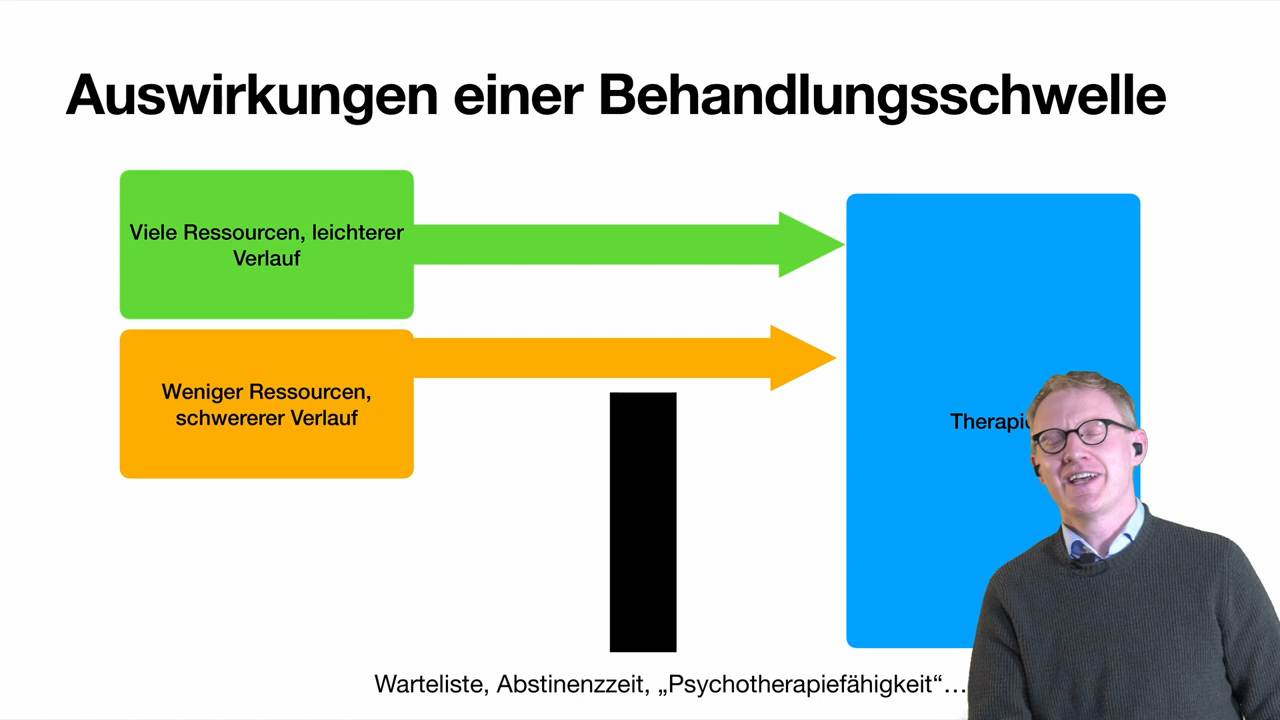 Auswirkungen einer Behandlungsschwelle
Viele Ressourcen, leichterer
Verlauf
Weniger Ressourcen,
schwererer Verlauf
Warteliste, Abstinenzzeit, „Psychotherapiefähigkeit“…